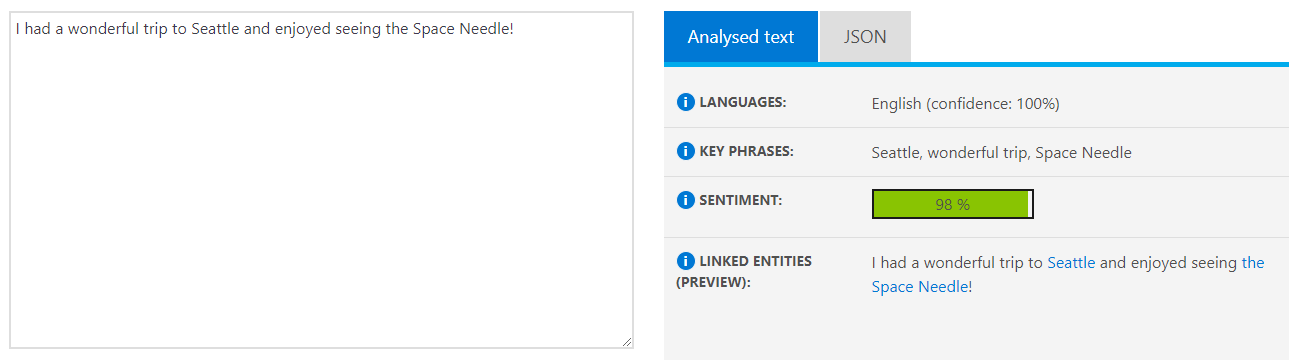 I had a wonderful trip to Seattle and enjoyed seeing the Space Needle!
Analysed text
JSON
LANGUAGES:
English (confidence: 100%)
KEY PHRASES:
Seattle, wonderful trip, Space Needle
SENTIMENT:
98 %
LINKED ENTITIES
(PREVIEW):
I had a wonderful trip to Seattle and enjoyed seeing the
Space Needle!